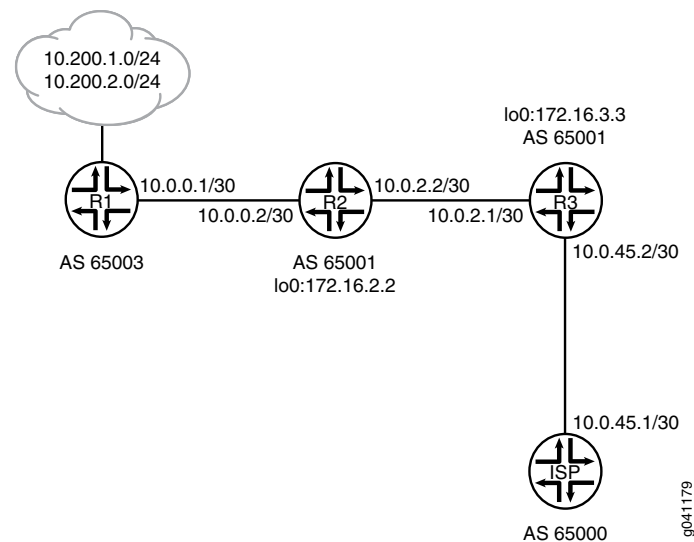 10.200.1.0/24
10.200.2.0/24
lo0:172.16.3.3
AS 65001
10.0.0.1/30
10.0.2.2/30
R1
R2
R3
10.0.0.2/30
10.0.2.1/30
10.0.45.2/30
AS 65003
AS 65001
lo0:172.16.2.2
10.0.45.1/30
ISP
AS 65000
g041179